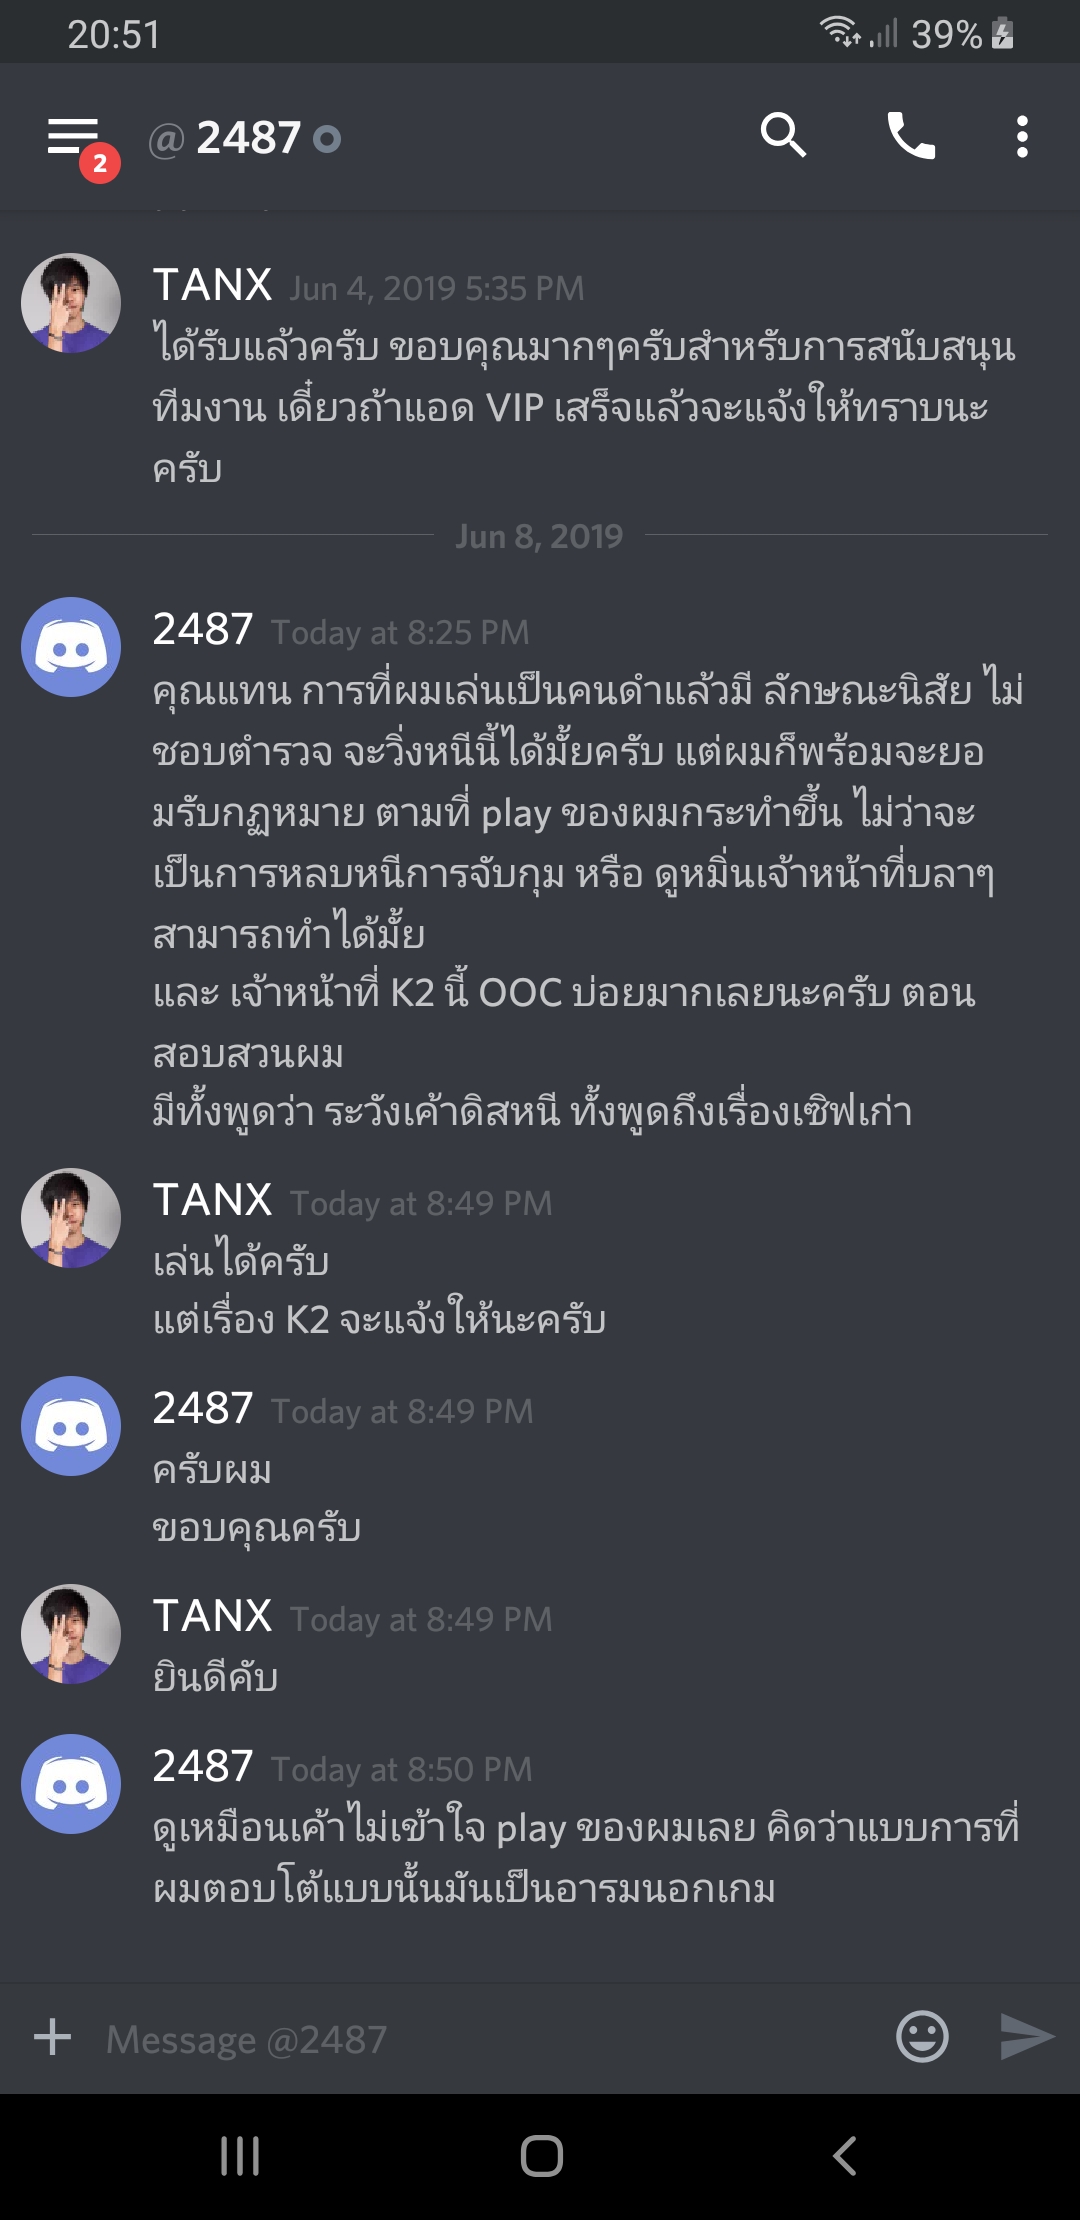 20:51
39%
2
@ 2487
TANX Jun 4, 2019 5:35 PM
ได้รับแล้วครับ ขอบคุณมากๆครับสำหรับการสนับสนุน
ทีมงาน เดี๋ยวถ้าแอด VIP เสร็จแล้วจะแจ้งให้ทราบนะ
ครับ
Jun 8, 2019
2487 Today at 8:25 PM
คุณแทน การที่ผมเล่นเป็นคนดำแล้วมี ลักษณะนิสัย ไม่
ชอบตำรวจ จะวิ่งหนีนี้ได้มั้ยครับ แต่ผมก็พร้อมจะยอ
มรับกฏหมาย ตามที่ play ของผมกระทำขึ้น ไม่ว่าจะ
เป็นการหลบหนีการจับกุม หรือ ดูหมิ่นเจ้าหน้าที่บลาๆ
สามารถทำได้มั้ย
และ เจ้าหน้าที่ K2 นี้ OOC บ่อยมากเลยนะครับ ตอน
สอบสวนผม
มีทั้งพูดว่า ระวังเค้าดิสหนี ทั้งพูดถึงเรื่องเซิฟเก่า
TANX Today at 8:49 PM
เล่นได้ครับ
แต่เรื่อง K2 จะแจ้งให้นะครับ
2487 Today at 8:49 PM
ครับผม
ขอบคุณครับ
TANX Today at 8:49 PM
ยินดีคับ
2487 Today at 8:50 PM
ดูเหมือนเค้าไม่เข้าใจ play ของผมเลย คิดว่าแบบการที่
ผมตอบโต้แบบนั้นมันเป็นอารมนอกเกม
Message @2487